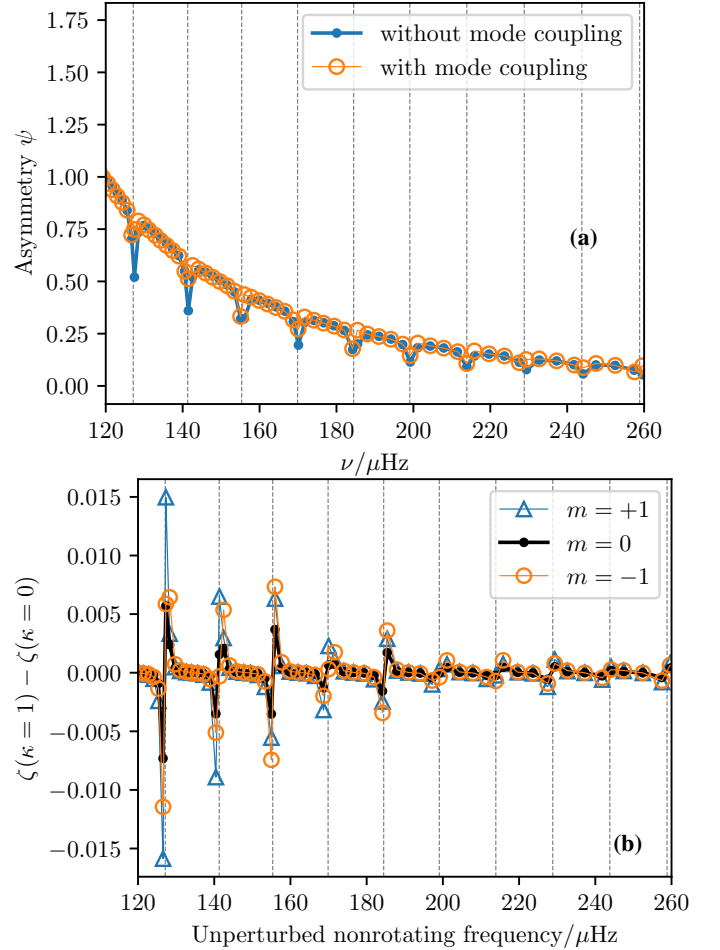 1.75
1.50
1.25
1.00
0.75
0.50
0.25
0.00
Asymmetry ψ
without mode coupling
with mode coupling
(a)
120 140 160 180 200 220 240 260
ν/μHz
0.015
0.010
0.005
0.000
−0.005
−0.010
−0.015
ζ(κ = 1) − ζ(κ = 0)
m = +1
m = 0
m = −1
(b)
120 140 160 180 200 220 240 260
Unperturbed nonrotating frequency/μHz